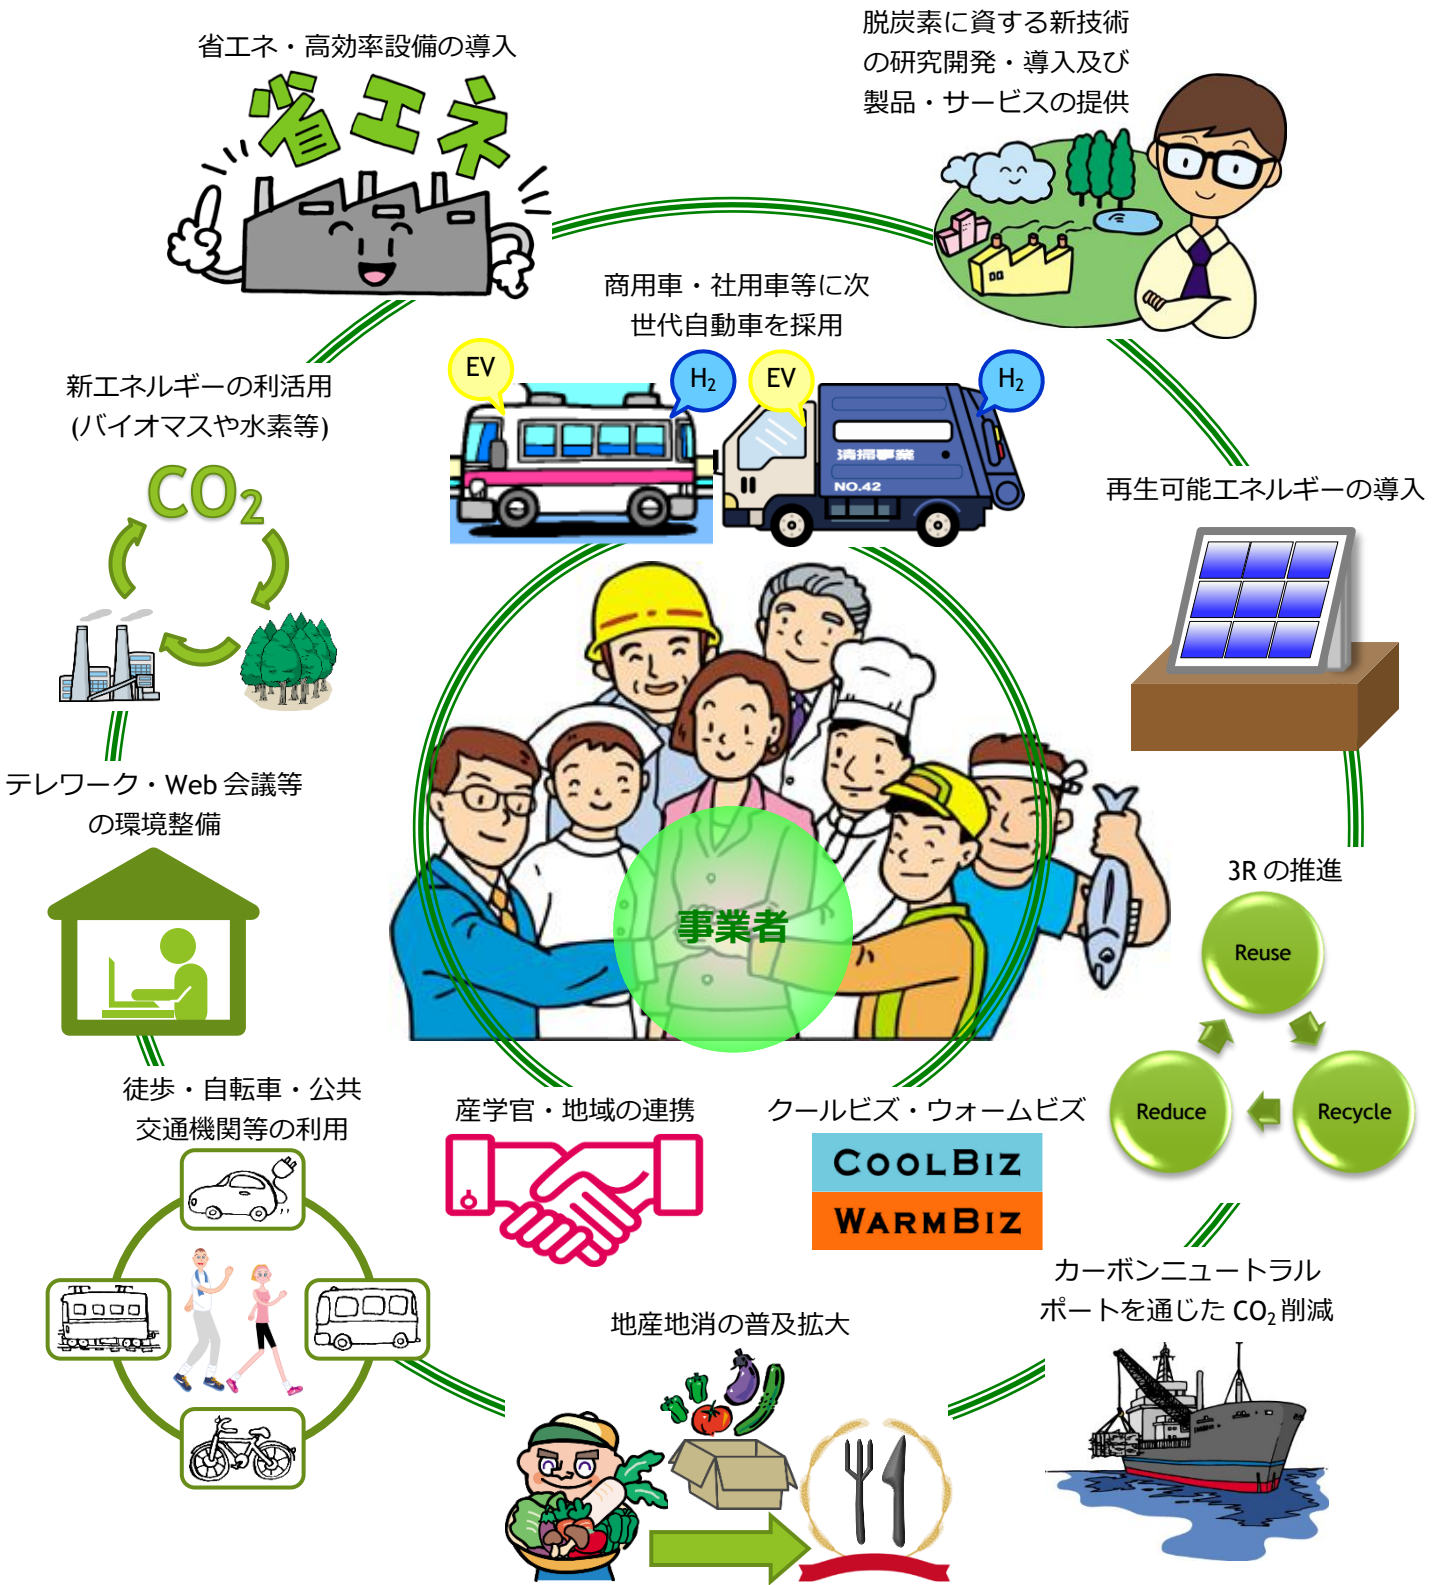 省エネ・高効率設備の導入
省エネ
脱炭素に資する新技術
の研究開発・導入及び
製品・サービスの提供
商用車・社用車等に次
世代自動車を採用
EV
H₂
EV
H₂
清掃事業
NO.42
新エネルギーの利活用
(バイオマスや水素等)
CO₂
再生可能エネルギーの導入
テレワーク・Web 会議等
の環境整備
事業者
3R の推進
Reuse
Reduce
Recycle
徒歩・自転車・公共
交通機関等の利用
産学官・地域の連携
クールビズ・ウォームビズ
COOLBIZ
WARMBIZ
カーボンニュートラル
ポートを通じた CO₂削減
地産地消の普及拡大